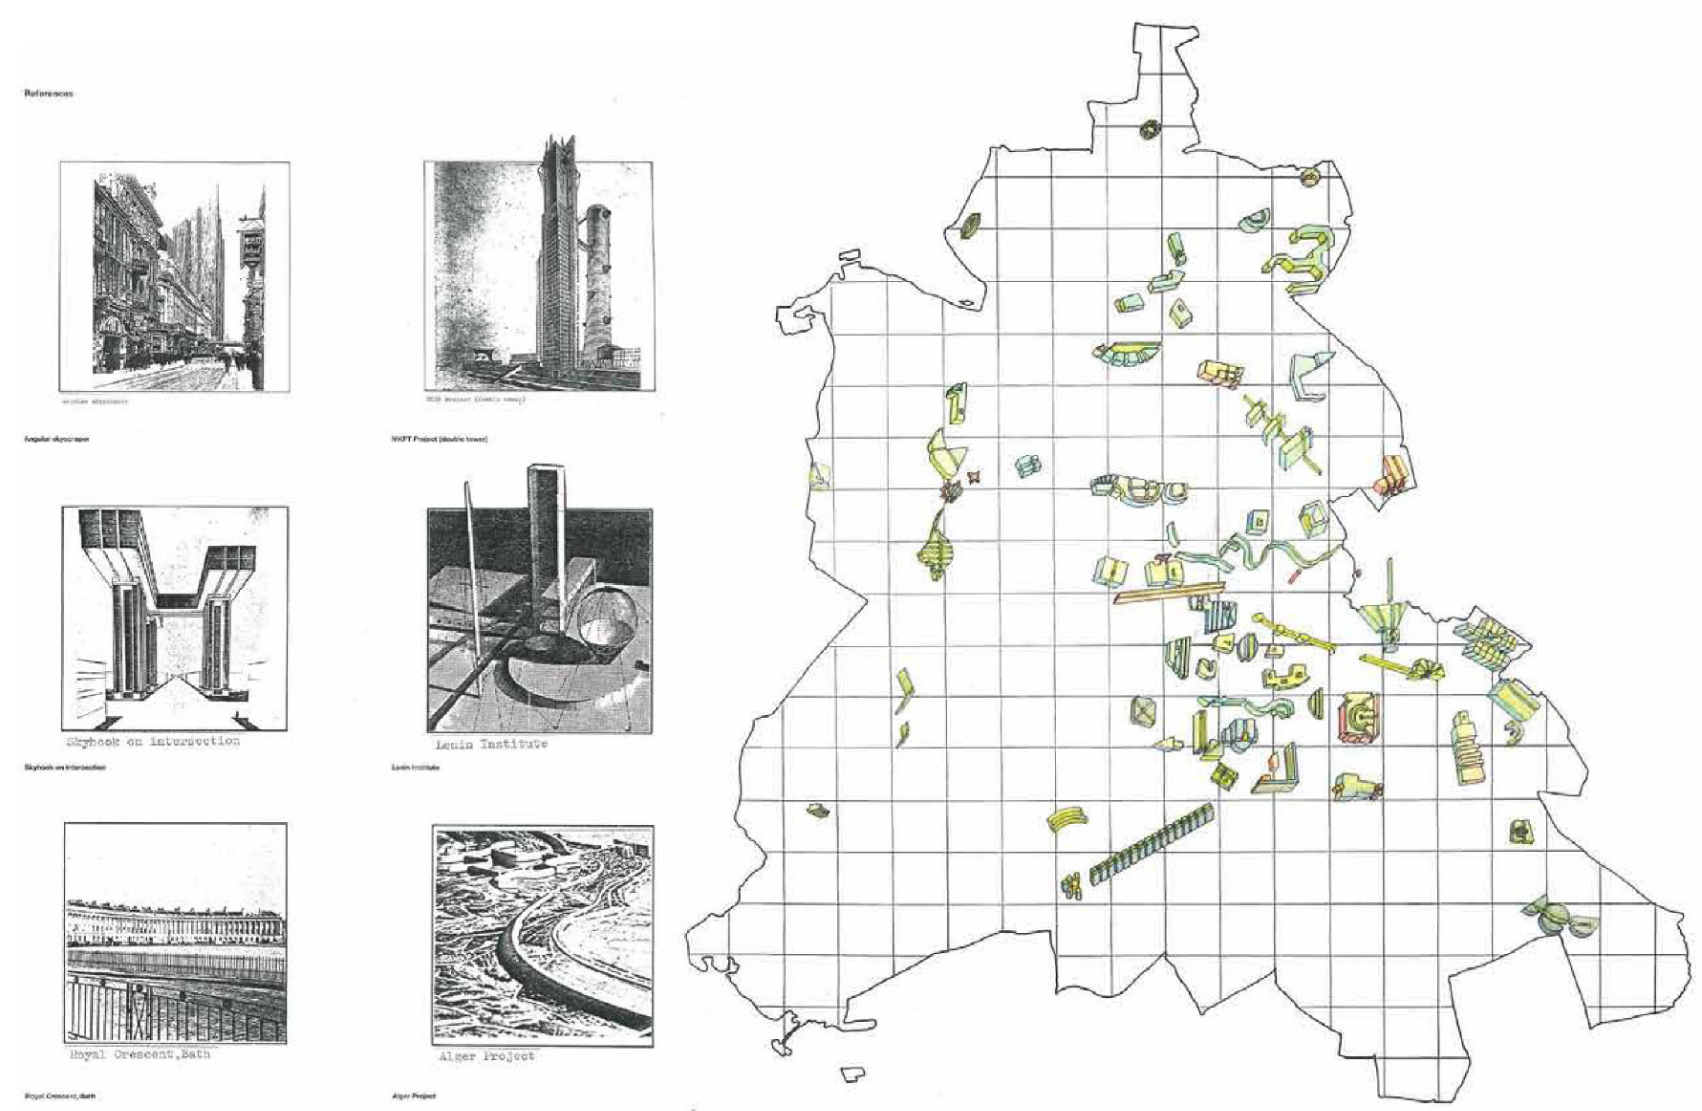 References
Angular skyscraper
MKFT Project (double tower)
Skyhook on intersection
Lenin Institute
Skyhook on Intersection
Lenin Institute
Royal Crescent,Bath
Alger Project
Royal Crescent, Bath
Alger Project